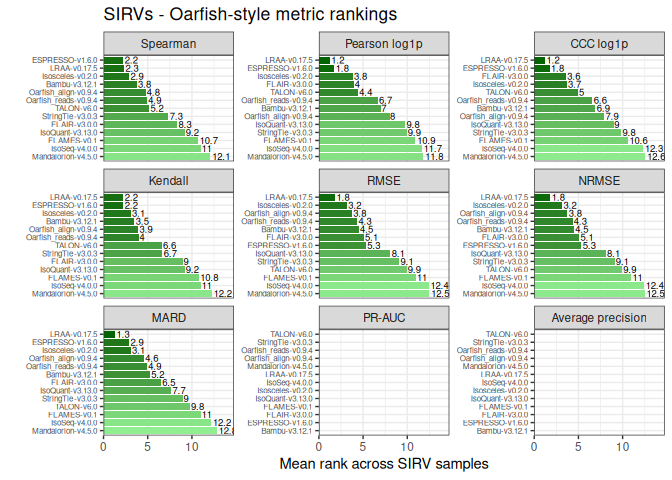 SIRVs - Oarfish-style metric rankings
Spearman
ESPRESSO-v1.6.0 2.2
LRAA-v0.17.5 2.3
Isosceles-v0.2.0 2.9
Bambu-v3.12.1 3.8
Oarfish_align-v0.9.4 4.8
Oarfish_reads-v0.9.4 4.9
TALON-v6.0 5.2
StringTie-v3.0.3 7.3
FLAIR-v3.0.0 8.3
IsoQuant-v3.13.0 9.2
FLAMES-v0.1 10.7
IsoSeq-v4.0.0 11
Mandalorion-v4.5.0 12.1
Pearson log1p
LRAA-v0.17.5 1.2
ESPRESSO-v1.6.0 1.8
Isosceles-v0.2.0 3.8
FLAIR-v3.0.0 4
TALON-v6.0 4.4
Oarfish_reads-v0.9.4 6.7
Bambu-v3.12.1 7
Oarfish_align-v0.9.4 8
IsoQuant-v3.13.0 9.8
StringTie-v3.0.3 9.9
FLAMES-v0.1 10.9
IsoSeq-v4.0.0 11.7
Mandalorion-v4.5.0 11.8
CCC log1p
LRAA-v0.17.5 1.2
ESPRESSO-v1.6.0 1.8
FLAIR-v3.0.0 3.6
Isosceles-v0.2.0 3.7
TALON-v6.0 5
Oarfish_reads-v0.9.4 6.6
Bambu-v3.12.1 6.9
Oarfish_align-v0.9.4 7.9
IsoQuant-v3.13.0 9
StringTie-v3.0.3 9.8
FLAMES-v0.1 10.6
IsoSeq-v4.0.0 12.3
Mandalorion-v4.5.0 12.6
Kendall
LRAA-v0.17.5 2.2
ESPRESSO-v1.6.0 2.2
Isosceles-v0.2.0 3.1
Bambu-v3.12.1 3.5
Oarfish_align-v0.9.4 3.9
Oarfish_reads-v0.9.4 4
TALON-v6.0 6.6
StringTie-v3.0.3 6.7
FLAIR-v3.0.0 9
IsoQuant-v3.13.0 9.2
FLAMES-v0.1 10.8
IsoSeq-v4.0.0 11
Mandalorion-v4.5.0 12.2
RMSE
LRAA-v0.17.5 1.8
Isosceles-v0.2.0 3.2
Oarfish_align-v0.9.4 3.8
Oarfish_reads-v0.9.4 4.3
Bambu-v3.12.1 4.5
FLAIR-v3.0.0 5.1
ESPRESSO-v1.6.0 5.3
IsoQuant-v3.13.0 8.1
StringTie-v3.0.3 9.1
TALON-v6.0 9.9
FLAMES-v0.1 11
IsoSeq-v4.0.0 12.4
Mandalorion-v4.5.0 12.5
NRMSE
LRAA-v0.17.5 1.8
Isosceles-v0.2.0 3.2
Oarfish_align-v0.9.4 3.8
Oarfish_reads-v0.9.4 4.3
Bambu-v3.12.1 4.5
FLAIR-v3.0.0 5.1
ESPRESSO-v1.6.0 5.3
IsoQuant-v3.13.0 8.1
StringTie-v3.0.3 9.1
TALON-v6.0 9.9
FLAMES-v0.1 11
IsoSeq-v4.0.0 12.4
Mandalorion-v4.5.0 12.5
MARD
LRAA-v0.17.5 1.3
ESPRESSO-v1.6.0 2.9
Isosceles-v0.2.0 3.1
Oarfish_align-v0.9.4 4.6
Oarfish_reads-v0.9.4 4.9
Bambu-v3.12.1 5.2
FLAIR-v3.0.0 6.5
IsoQuant-v3.13.0 7.7
StringTie-v3.0.3 9
TALON-v6.0 9.8
FLAMES-v0.1 11
IsoSeq-v4.0.0 12.2
Mandalorion-v4.5.0
0 5 10
PR-AUC
TALON-v6.0
StringTie-v3.0.3
Oarfish_reads-v0.9.4
Oarfish_align-v0.9.4
Mandalorion-v4.5.0
LRAA-v0.17.5
IsoSeq-v4.0.0
Isosceles-v0.2.0
IsoQuant-v3.13.0
FLAMES-v0.1
FLAIR-v3.0.0
ESPRESSO-v1.6.0
Bambu-v3.12.1
0 5 10
Average precision
TALON-v6.0
StringTie-v3.0.3
Oarfish_reads-v0.9.4
Oarfish_align-v0.9.4
Mandalorion-v4.5.0
LRAA-v0.17.5
IsoSeq-v4.0.0
Isosceles-v0.2.0
IsoQuant-v3.13.0
FLAMES-v0.1
FLAIR-v3.0.0
ESPRESSO-v1.6.0
Bambu-v3.12.1
0 5 10
Mean rank across SIRV samples